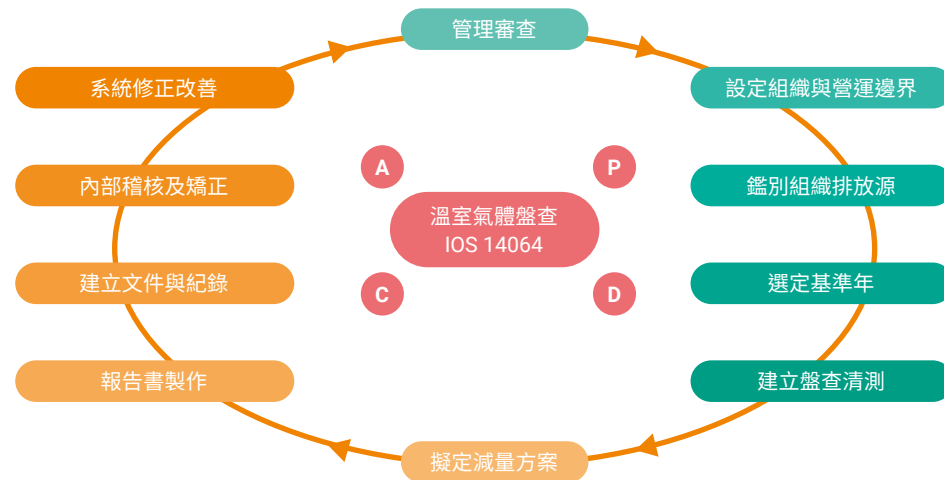 管理審查
系統修正改善
設定組織與營運邊界
內部稽核及矯正
A
P
鑑別組織排放源
溫室氣體盤查
IOS 14064
建立文件與紀錄
C
D
選定基準年
報告書製作
建立盤查清測
擬定減量方案